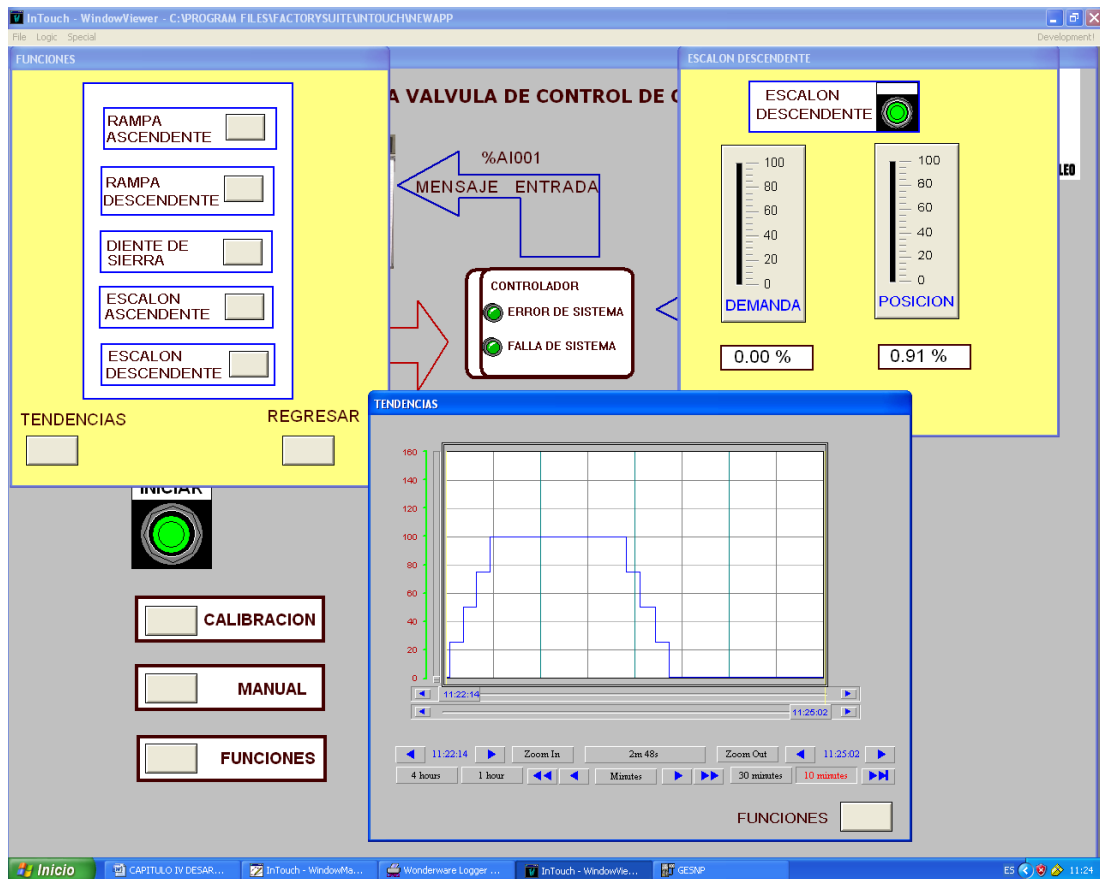 InTouch - WindowViewer - C:\PROGRAM FILES\FACTORYSUITE\INTOUCH\NEWAPP
File Logic Special
Development!
FUNCIONES
RAMPA
ASCENDENTE
RAMPA
DESCENDENTE
DIENTE DE
SIERRA
ESCALON
ASCENDENTE
ESCALON
DESCENDENTE
TENDENCIAS
REGRESAR
A VALVULA DE CONTROL DE
%AI001
MENSAJE ENTRADA
CONTROLADOR
ERROR DE SISTEMA
FALLA DE SISTEMA
ESCALON DESCENDENTE
ESCALON
DESCENDENTE
100
80
60
40
20
0
DEMANDA
0.00 %
100
80
60
40
20
0
POSICION
0.91 %
LEO
INICIAR
CALIBRACION
MANUAL
FUNCIONES
TENDENCIAS
160
140
120
100
80
60
40
20
0
11:22:14
11:25:02
11:22:14 Zoom In 2m 48s Zoom Out 11:25:02
4 hours 1 hour Minutes 30 minutes 10 minutes
FUNCIONES
Inicio
CAPITULO IV DESAR...
InTouch - WindowMa...
Wonderware Logger ...
InTouch - WindowVie...
GESNP
ES
11:24